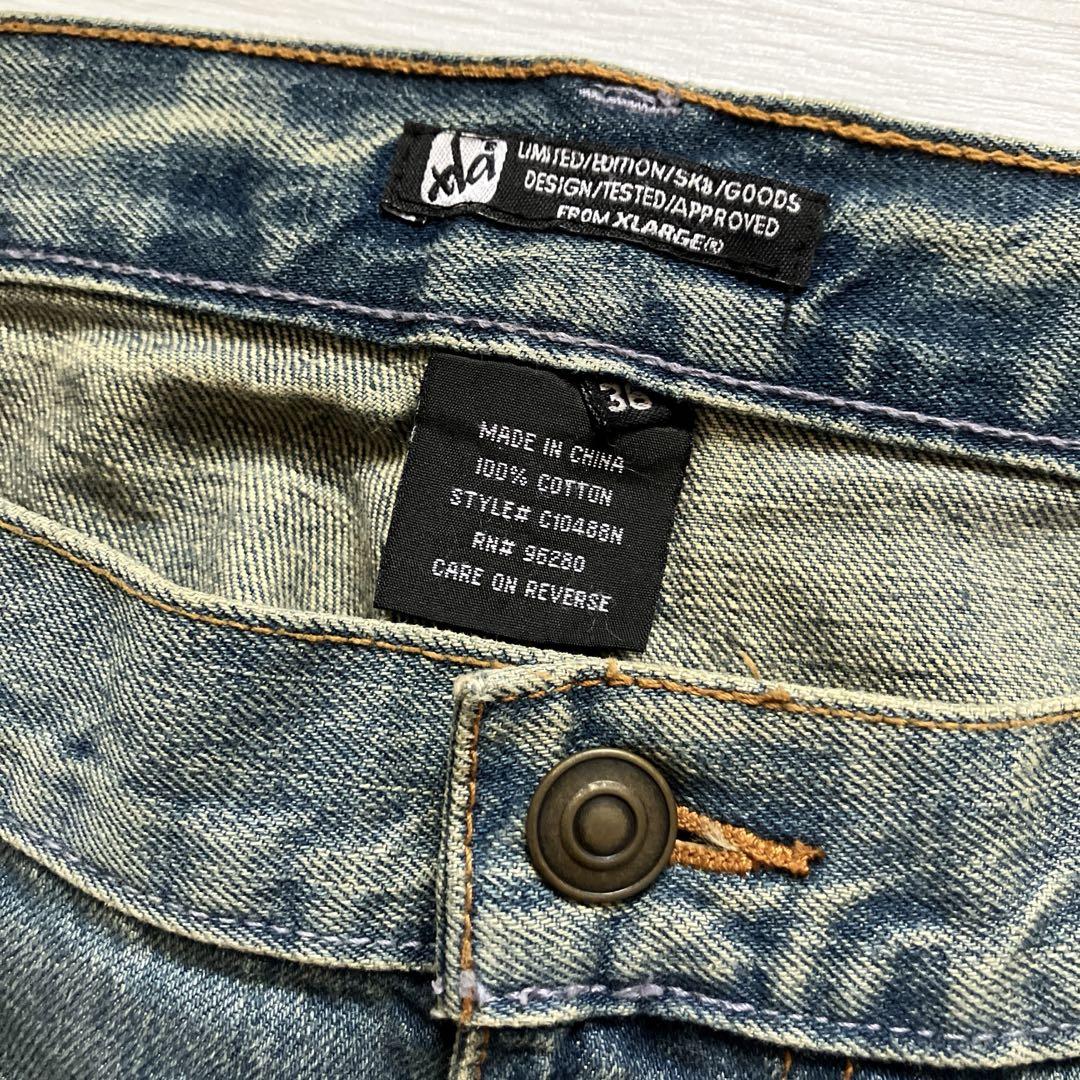 xla®
LIMITED/EDITION/SK8/GOODS
DESIGN/TESTED/APPROVED
FROM XLARGE®
36
MADE IN CHINA
100% COTTON
STYLE# C10488N
RN# 96280
CARE ON REVERSE